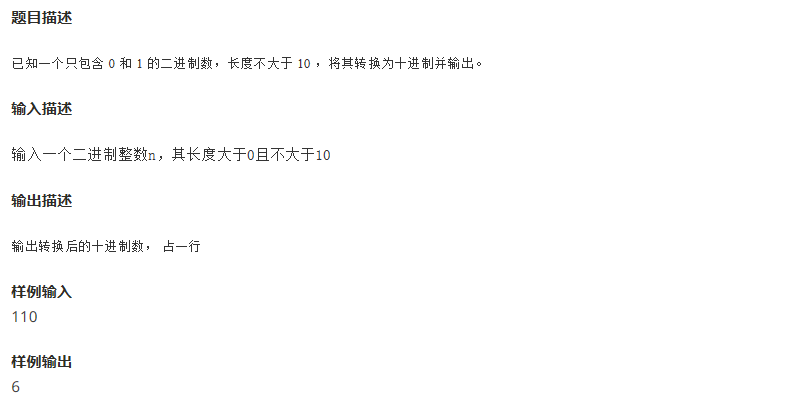 题目描述
已知一个只包含 0 和 1 的二进制数，长度不大于 10 ，将其转换为十进制并输出。
输入描述
输入一个二进制整数n，其长度大于0且不大于10
输出描述
输出转换后的十进制数， 占一行
样例输入
110
样例输出
6